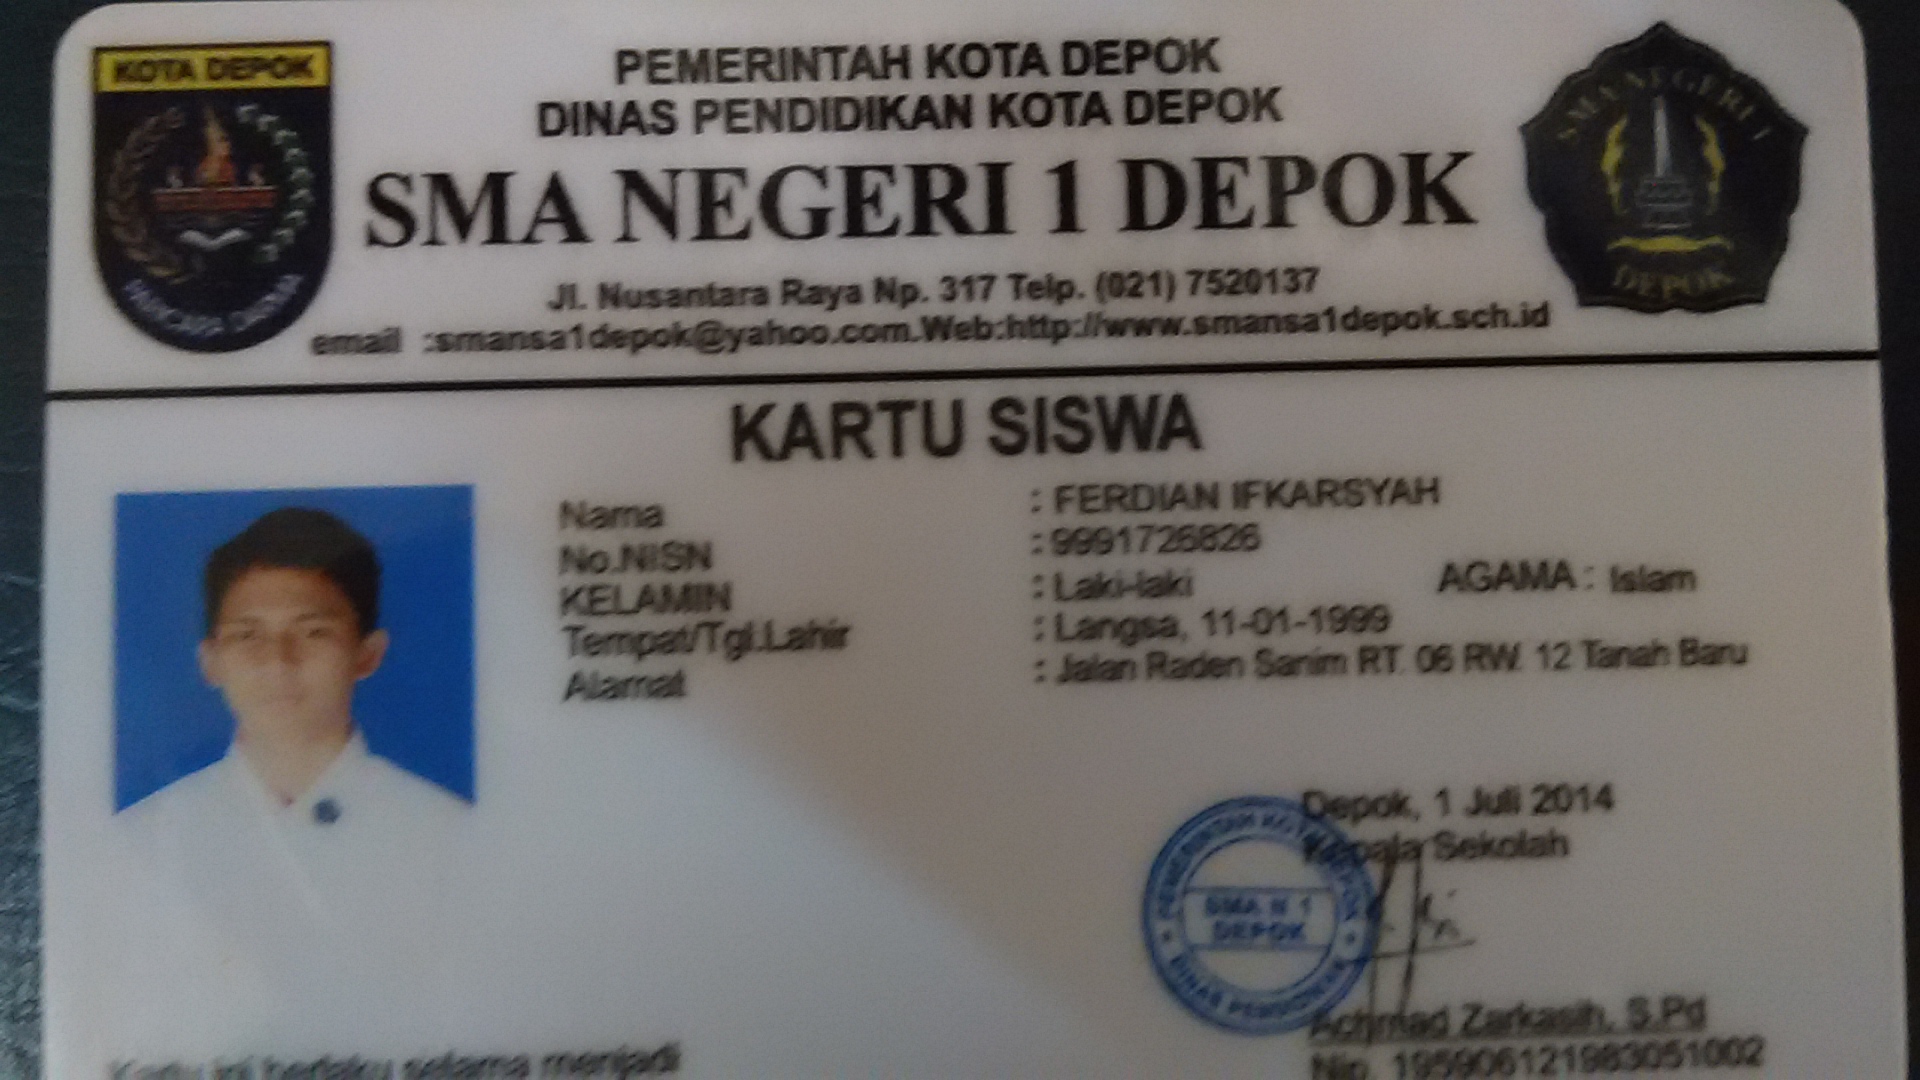 KOTA DEPOK
PEMERINTAH KOTA DEPOK
DINAS PENDIDIKAN KOTA DEPOK
SMA NEGERI 1 DEPOK
Jl. Nusantara Raya Np. 317 Telp. (021) 7520137
email :smansa1depok@yahoo.com.Web:http://www.smansa1depok.sch.id
SMA NEGERI 1
DEPOK
KARTU SISWA
Nama : FERDIAN IFKARSYAH
No.NISN : 9991726826
KELAMIN : Laki-laki AGAMA : Islam
Tempat/Tgl.Lahir : Langsa, 11-01-1999
Alamat : Jalan Raden Sanim RT. 06 RW. 12 Tanah Baru
Depok, 1 Juli 2014
Kepala Sekolah
PEMERINTAH KOTA DEPOK
SMA N 1
DEPOK
DINAS PENDIDIKAN
Achmad Zarkasih, S.Pd
Nip. 195906121983051002
Kartu ini berlaku selama menjadi